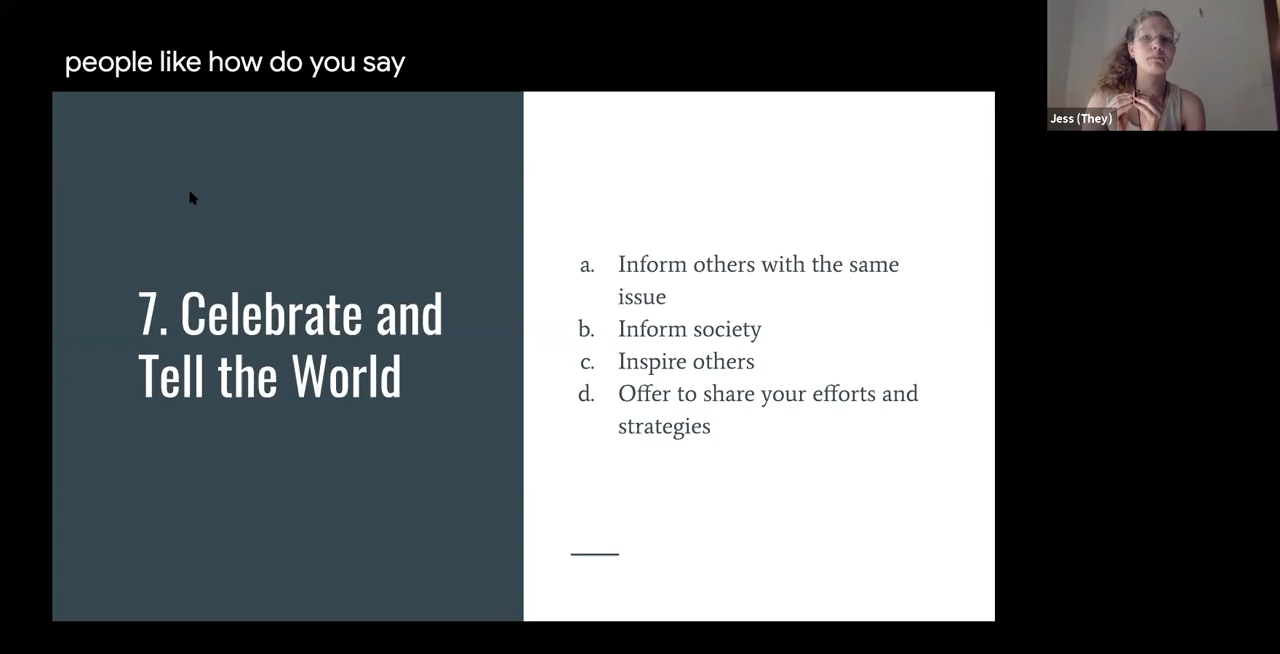 people like how do you say
Jess (They)
7. Celebrate and
Tell the World
a. Inform others with the same
issue
b. Inform society
c. Inspire others
d. Offer to share your efforts and
strategies